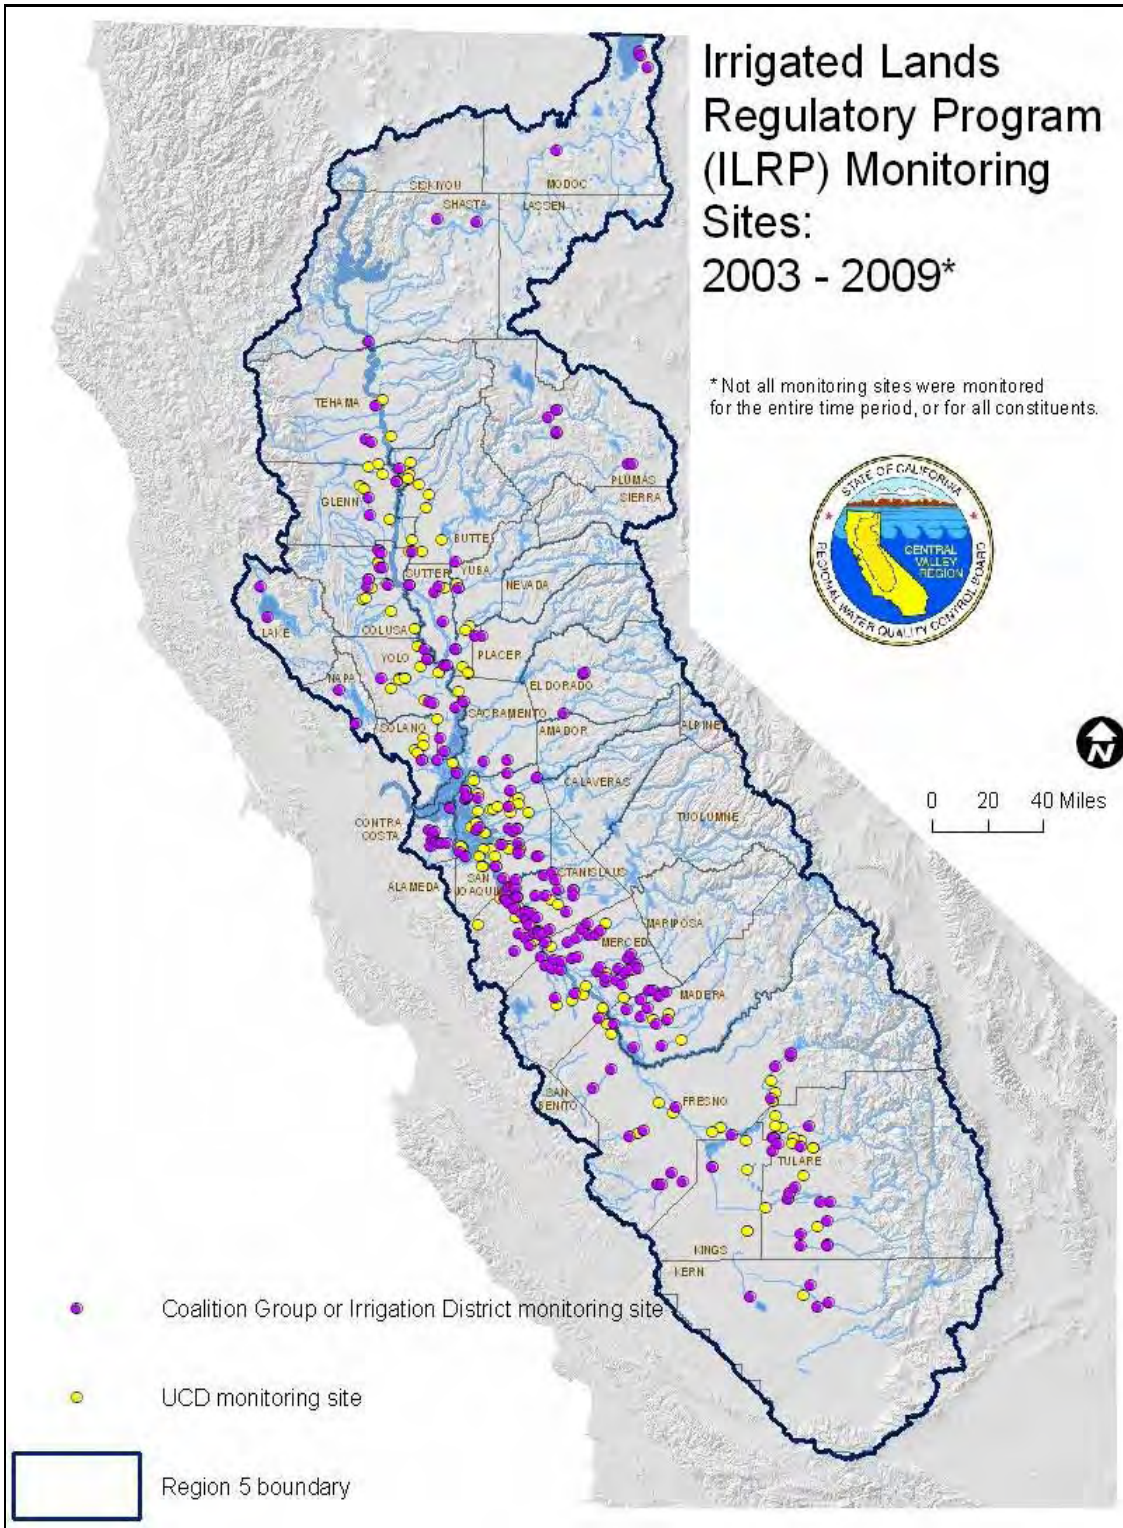 Irrigated Lands
Regulatory Program
(ILRP) Monitoring
Sites:
2003 - 2009*
* Not all monitoring sites were monitored
for the entire time period, or for all constituents.
STATE OF CALIFORNIA
CENTRAL
VALLEY
REGION
REGIONAL WATER QUALITY CONTROL BOARD
N
0 20 40 Miles
SISKIYOU
MODOC
SHASTA
LASSEN
TEHAMA
PLUMAS
SIERRA
GLENN
BUTTE
SUTTER
YUBA
NEVADA
LAKE
COLUSA
YOLO
PLACER
NAPA
EL DORADO
SACRAMENTO
SOLANO
AMADOR
ALPINE
CALAVERAS
CONTRA
COSTA
TUOLUMNE
ALAMEDA
SAN
JOAQUIN
STANISLAUS
MARIPOSA
MERCED
MADERA
SAN
BENITO
FRESNO
TULARE
KINGS
KERN
Coalition Group or Irrigation District monitoring site
UCD monitoring site
Region 5 boundary